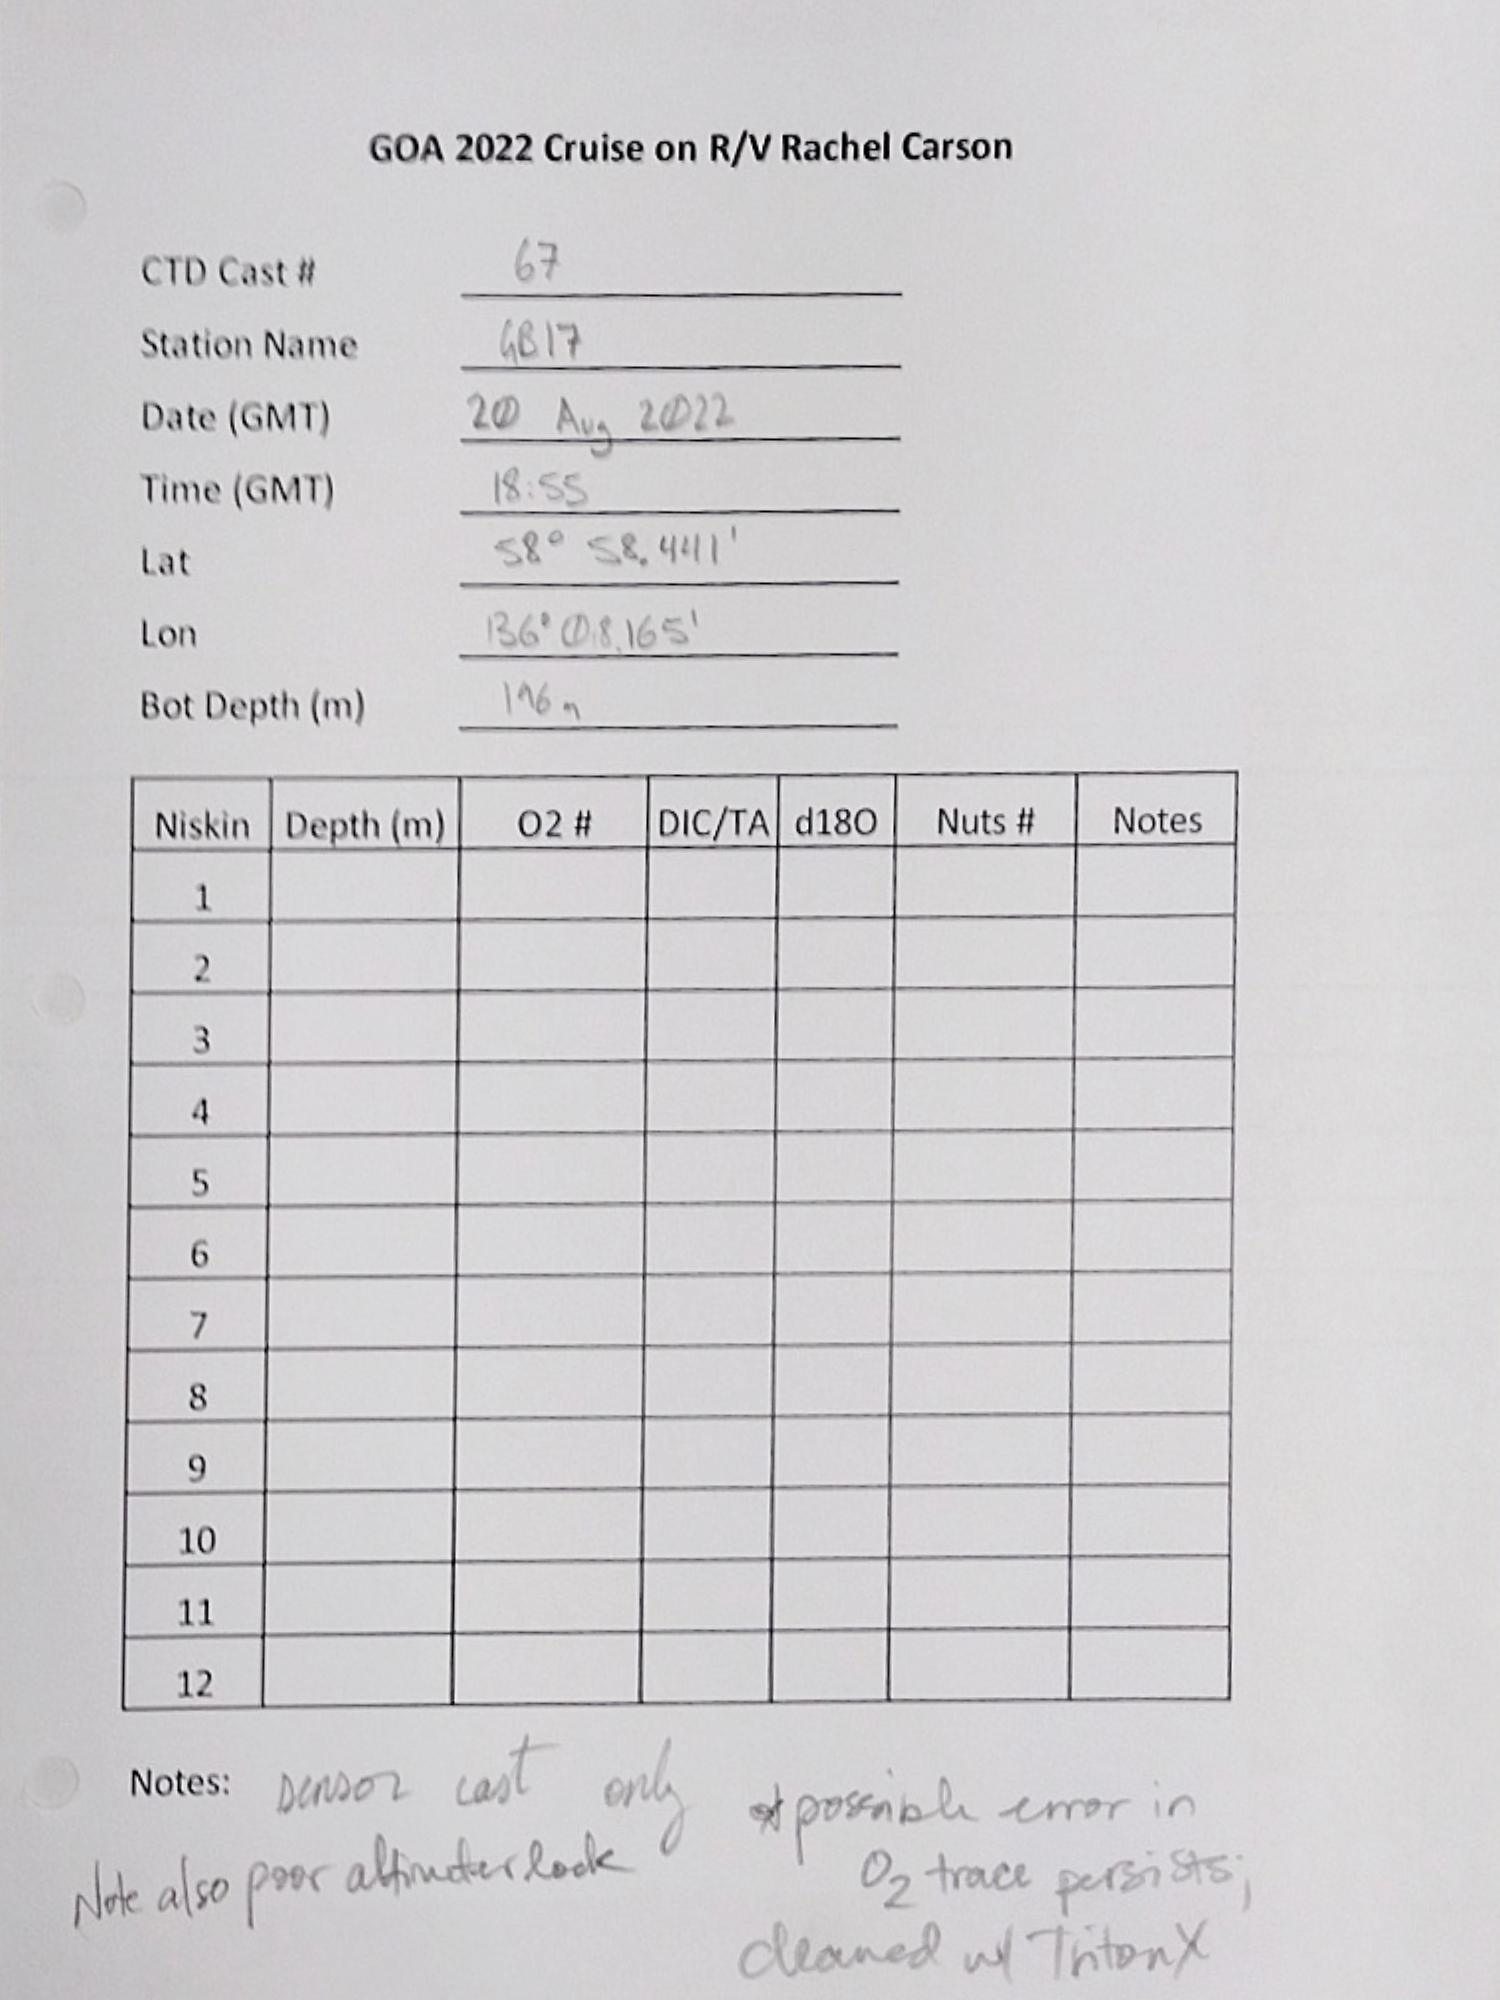 GOA 2022 Cruise on R/V Rachel Carson
CTD Cast # 67
Station Name GB17
Date (GMT) 20 Aug 2022
Time (GMT) 18:55
Lat 58° 58.441'
Lon 136° 08.165'
Bot Depth (m)
Niskin Depth (m) O2 # DIC/TA d18O Nuts # Notes
1
2
3
4
5
6
7
8
9
10
11
12
Notes: sensor cast only
Note also poor altimeter lock
* possible error in
O2 trace persists;
cleaned w/ TritonX